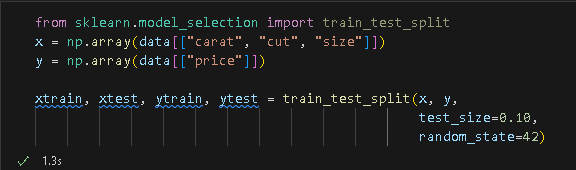 from sklearn.model_selection import train_test_split
x = np.array(data[["carat", "cut", "size"]])
y = np.array(data[["price"]])
xtrain, xtest, ytrain, ytest = train_test_split(x, y,
test_size=0.10,
random_state=42)
✓ 1.3s